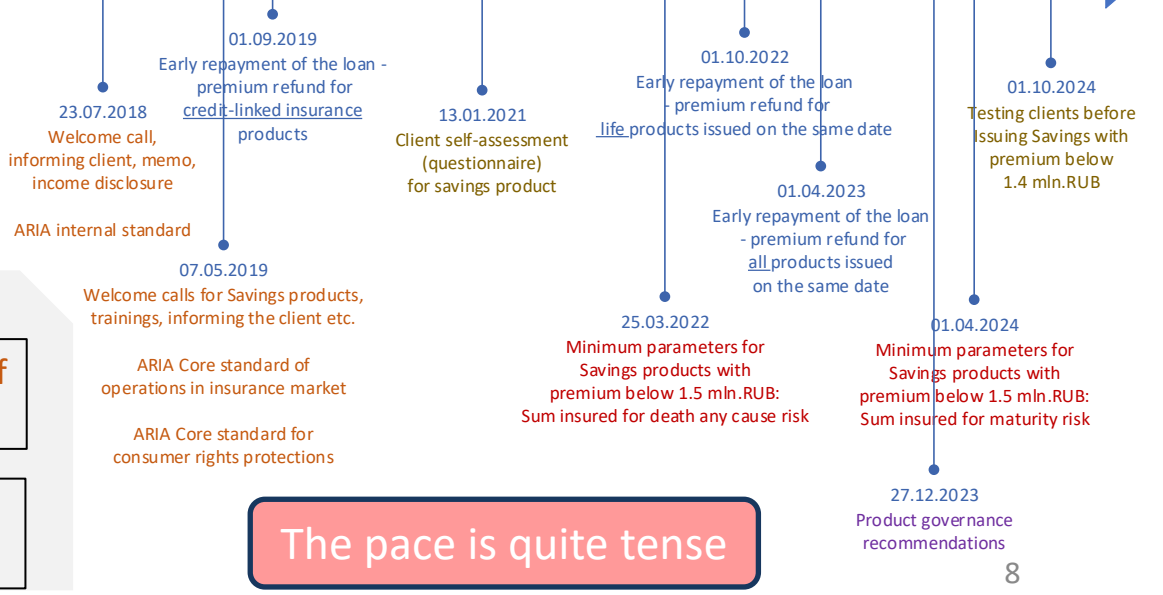 01.09.2019
Early repayment of the loan -
premium refund for
credit-linked insurance
products
23.07.2018
Welcome call,
informing client, memo,
income disclosure
ARIA internal standard
07.05.2019
Welcome calls for Savings products,
trainings, informing the client etc.
ARIA Core standard of
operations in insurance market
ARIA Core standard for
consumer rights protections
13.01.2021
Client self-assessment
(questionnaire)
for savings product
01.10.2022
Early repayment of the loan
- premium refund for
life products issued on the same date
01.04.2023
Early repayment of the loan
- premium refund for
all products issued
on the same date
25.03.2022
Minimum parameters for
Savings products with
premium below 1.5 mln.RUB:
Sum insured for death any cause risk
01.10.2024
Testing clients before
Issuing Savings with
premium below
1.4 mln.RUB
01.04.2024
Minimum parameters for
Savings products with
premium below 1.5 mln.RUB:
Sum insured for maturity risk
27.12.2023
Product governance
recommendations
f
The pace is quite tense
8